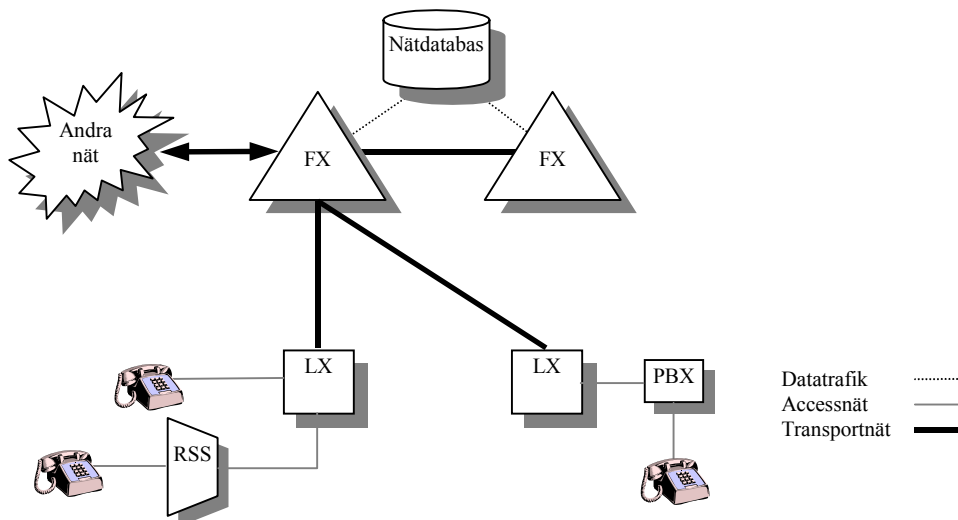 Nätdatabas
Andra
nät
FX
FX
LX
LX
PBX
RSS
Datatrafik
Accessnät
Transportnät